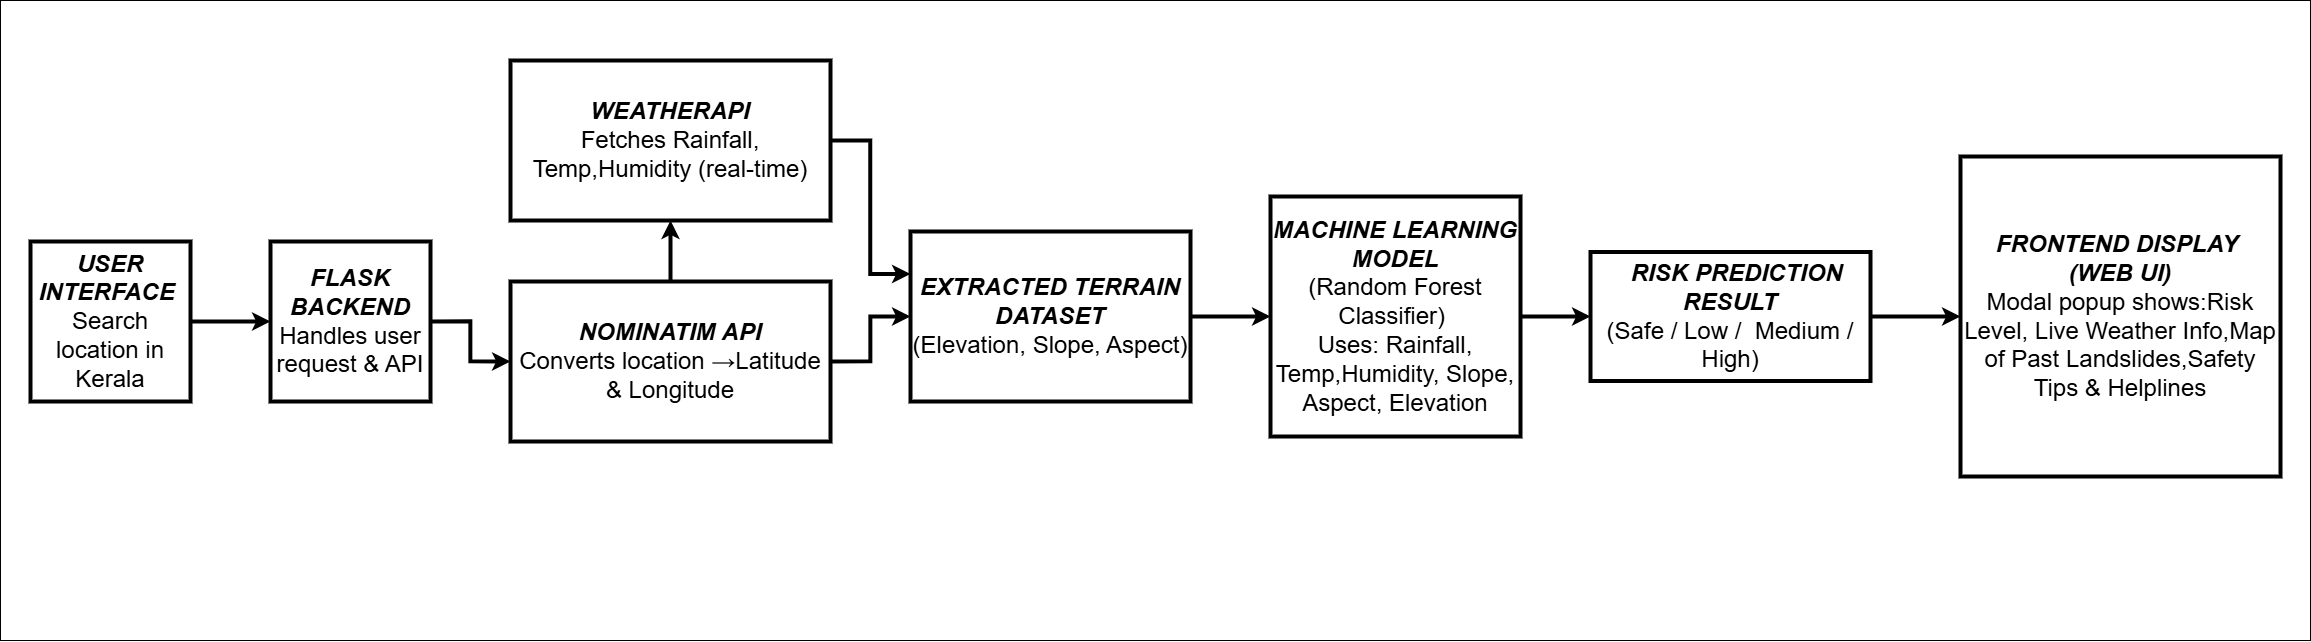 USER
INTERFACE
Search
location in
Kerala
FLASK
BACKEND
Handles user
request & API
WEATHERAPI
Fetches Rainfall,
Temp,Humidity (real-time)
NOMINATIM API
Converts location →Latitude
& Longitude
EXTRACTED TERRAIN
DATASET
(Elevation, Slope, Aspect)
MACHINE LEARNING
MODEL
(Random Forest
Classifier)
Uses: Rainfall,
Temp,Humidity, Slope,
Aspect, Elevation
RISK PREDICTION
RESULT
(Safe / Low /  Medium /
High)
FRONTEND DISPLAY
(WEB UI)
Modal popup shows:Risk
Level, Live Weather Info,Map
of Past Landslides,Safety
Tips & Helplines